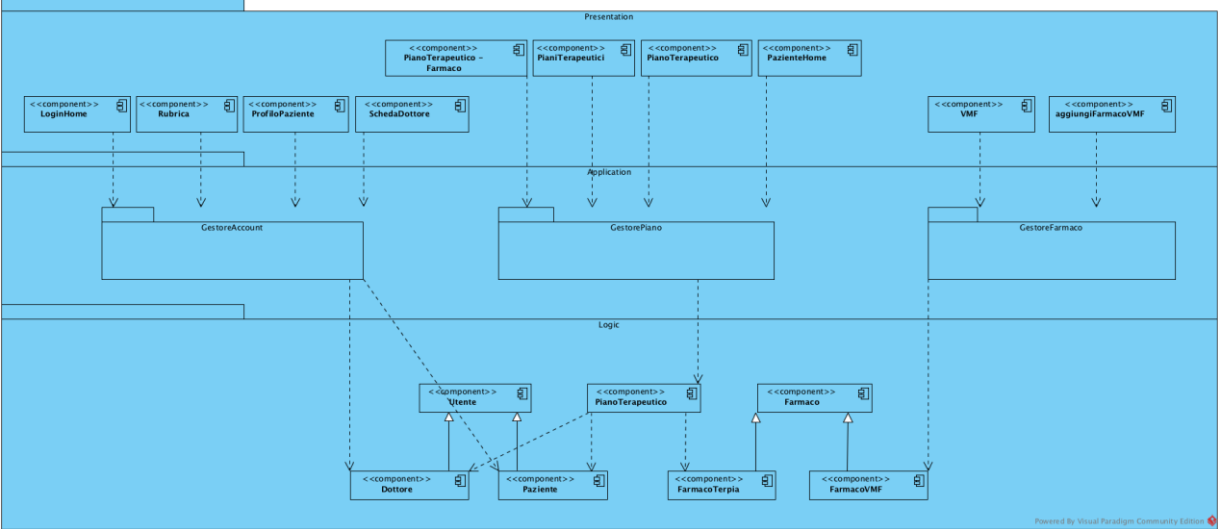 Presentation
<<component>>
PianoTerapeutico -
Farmaco
<<component>>
PianiTerapeutici
<<component>>
PianoTerapeutico
<<component>>
PazienteHome
<<component>>
LoginHome
<<component>>
Rubrica
<<component>>
ProfiloPaziente
<<component>>
SchedaDottore
<<component>>
VMF
<<component>>
aggiungiFarmacoVMF
Application
GestoreAccount
GestorePiano
GestoreFarmaco
Logic
<<component>>
Utente
<<component>>
PianoTerapeutico
<<component>>
Farmaco
<<component>>
Dottore
<<component>>
Paziente
<<component>>
FarmacoTerpia
<<component>>
FarmacoVMF
Powered By Visual Paradigm Community Edition